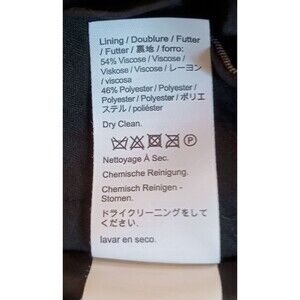 Lining / Doublure / Futter
/ Futter / 裏地 / forro:
54% Viscose / Viscose /
Viskose / Viscose / レーヨン
/ viscosa
46% Polyester / Polyester /
Polyester / Polyester / ポリエ
ステル / poliéster
Dry Clean.
P
Nettoyage À Sec.
Chemische Reinigung.
Chemisch Reinigen -
Stomen.
ドライクリーニングをして
ください.
lavar en seco.